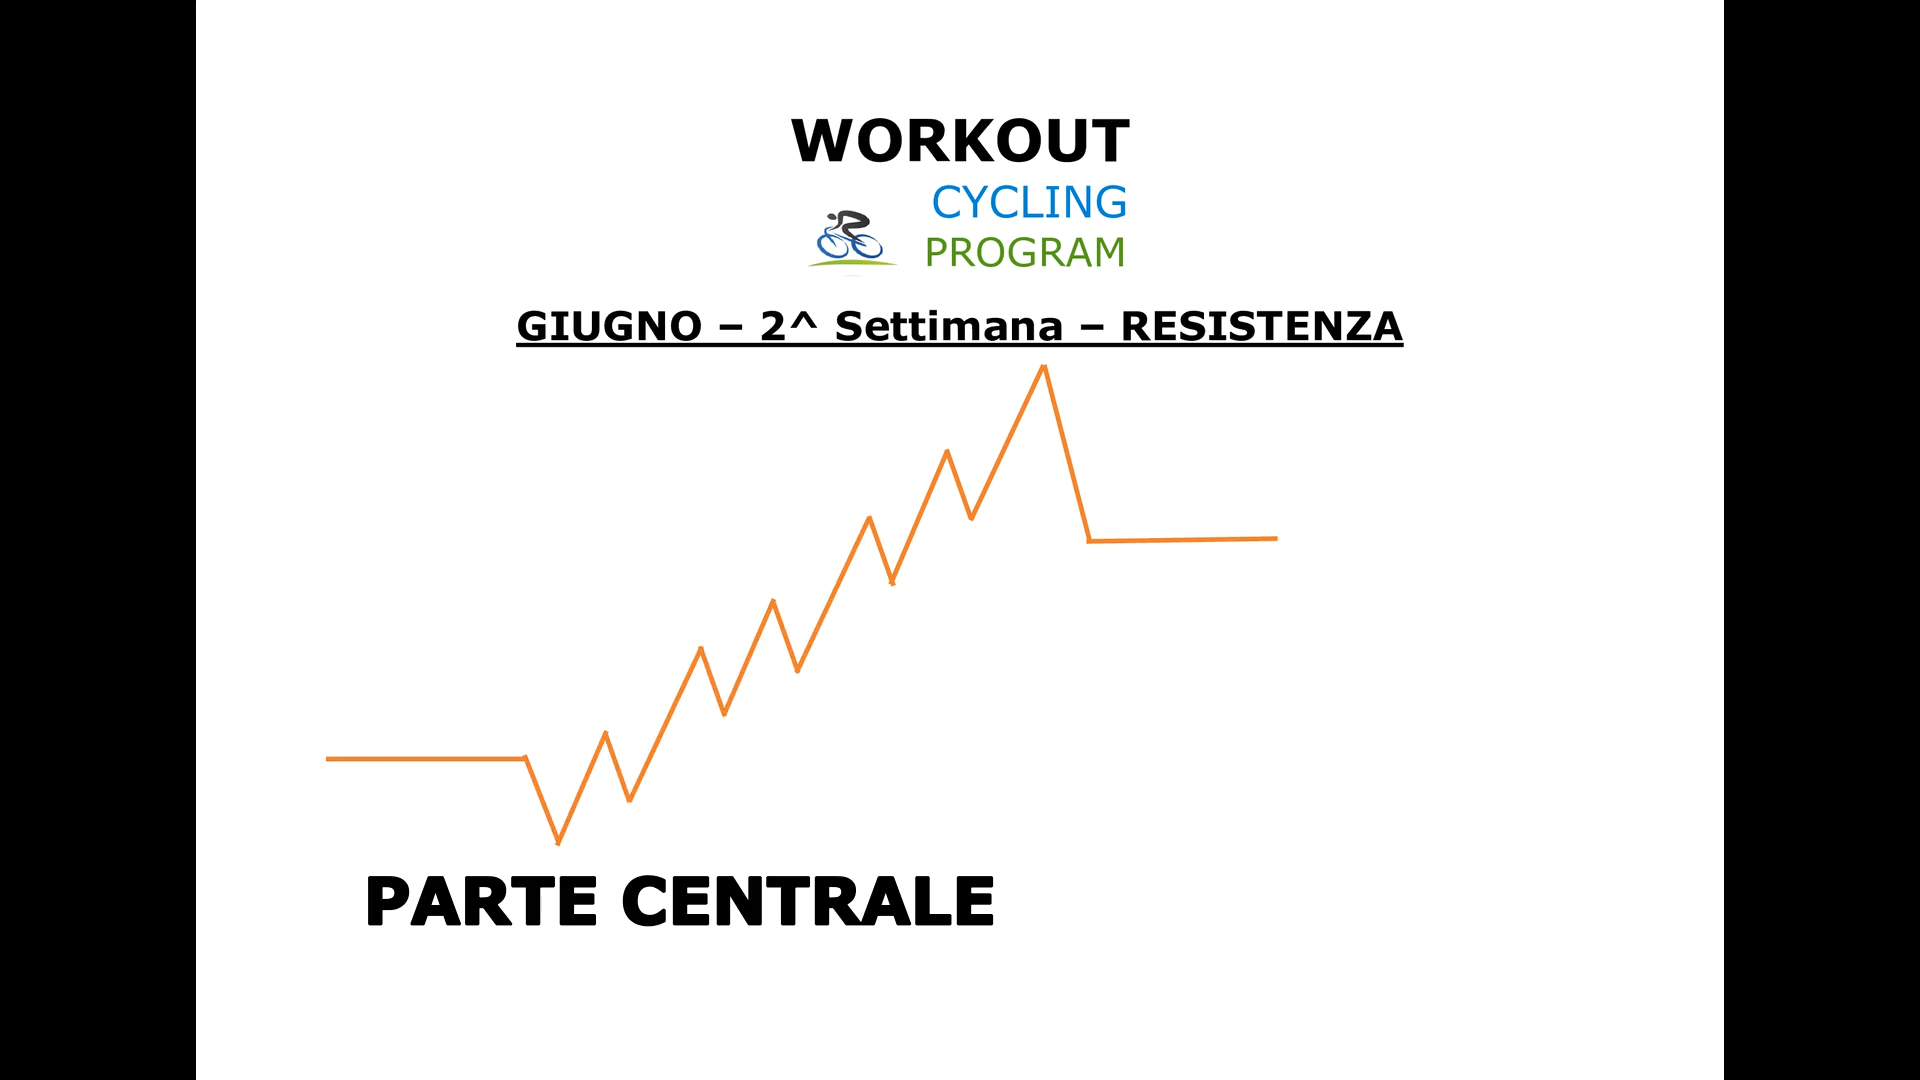 WORKOUT
CYCLING
PROGRAM
GIUGNO – 2^ Settimana – RESISTENZA
PARTE CENTRALE